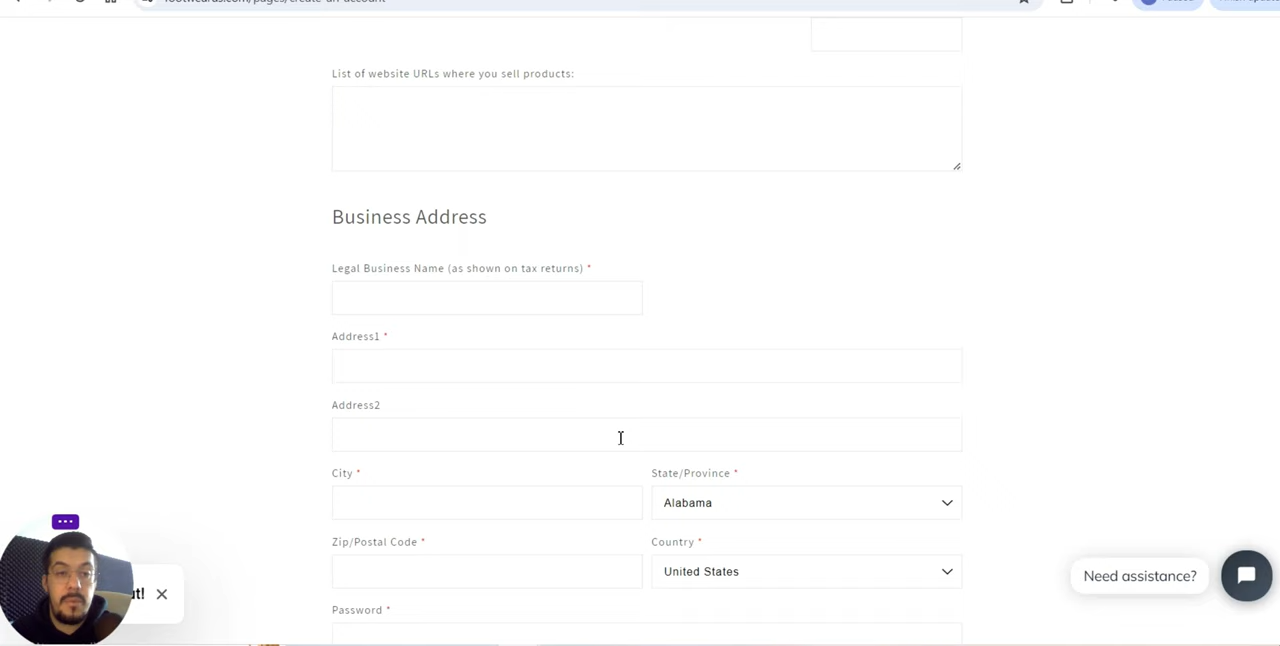 List of website URLs where you sell products:
Business Address
Legal Business Name (as shown on tax returns) *
Address1 *
Address2
City *
State/Province *
Alabama
Zip/Postal Code *
Country *
United States
Need assistance?
Password *